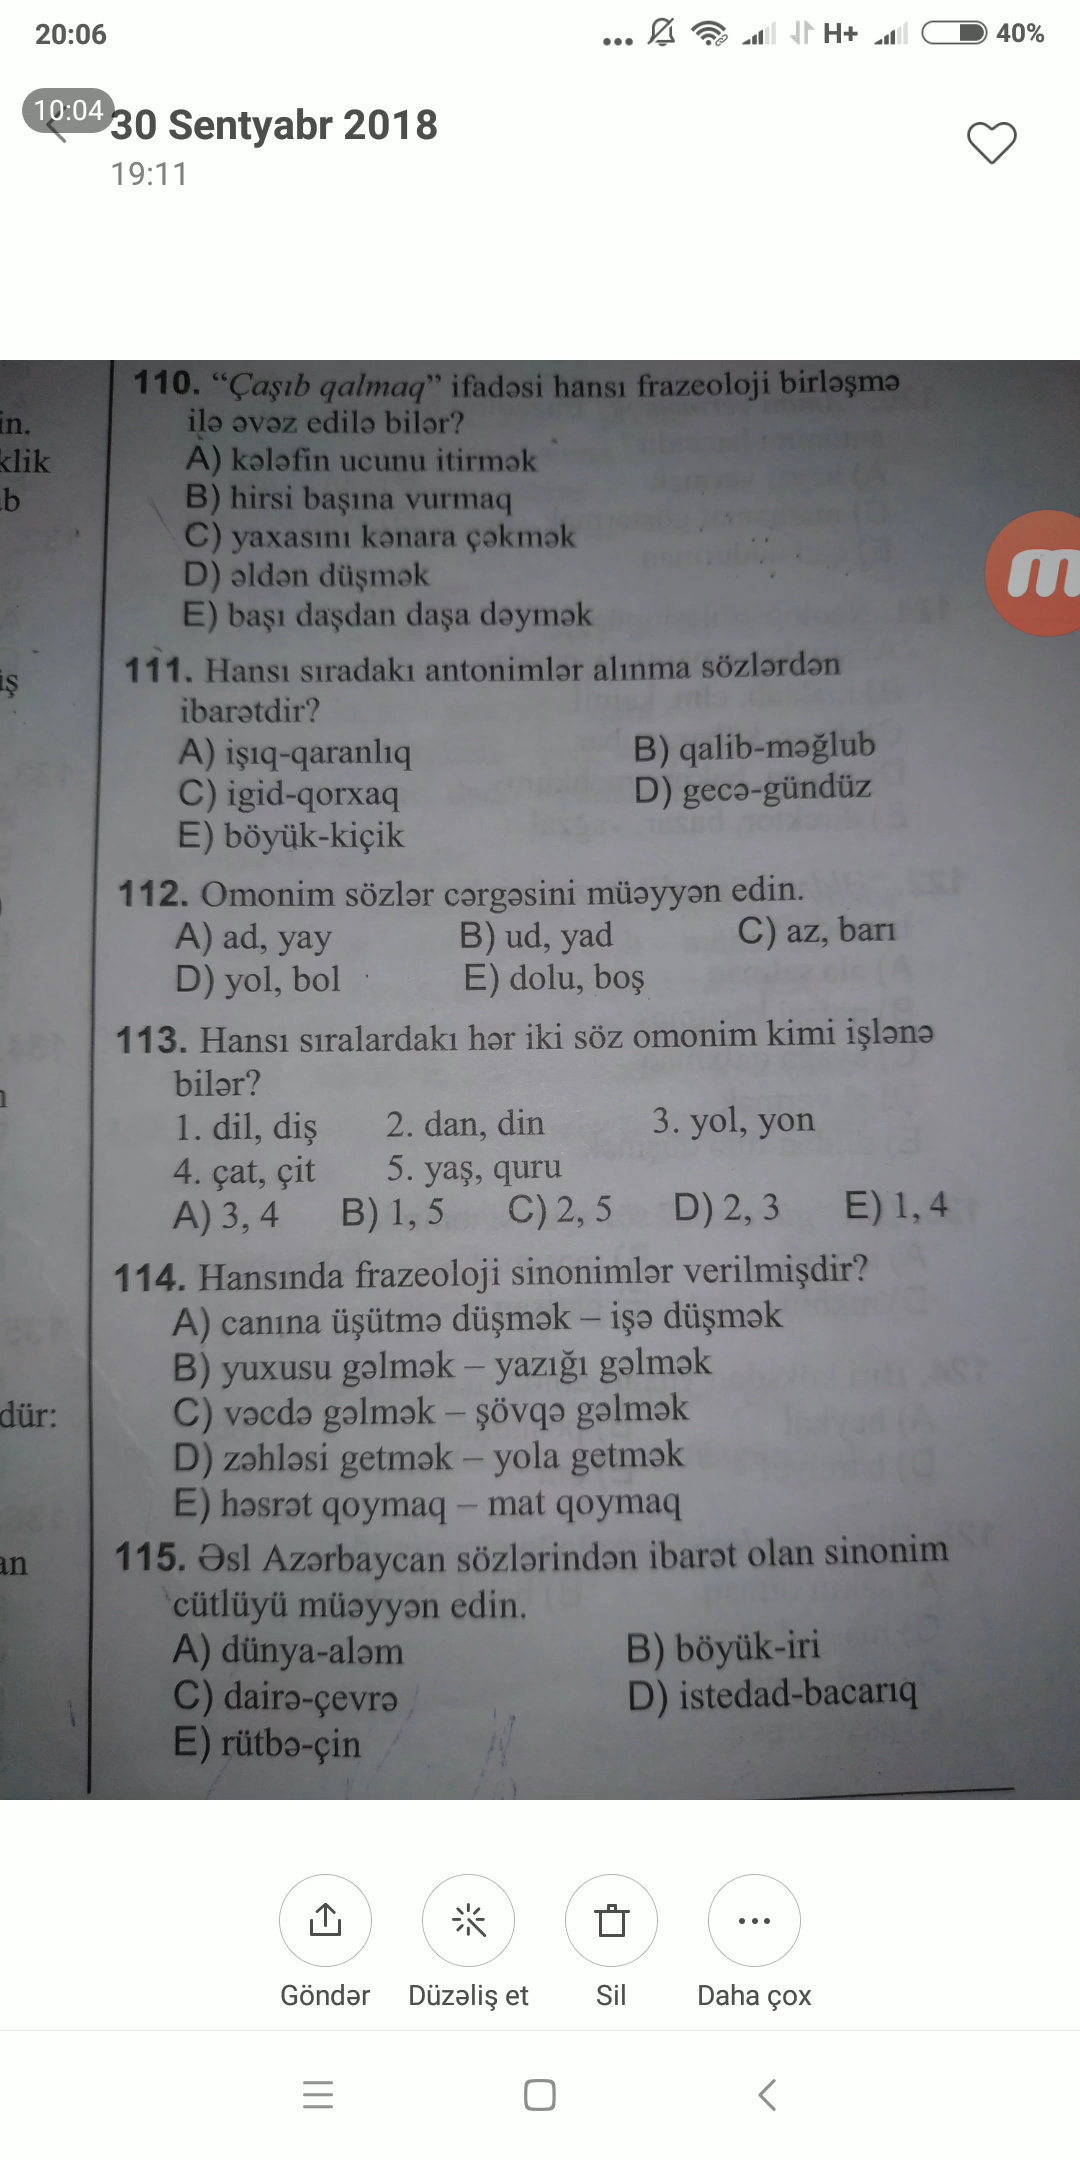 20:06
... H+ 40%
10:04
30 Sentyabr 2018
19:11
in.
klik
b
iş
dür:
an
110. “Çaşıb qalmaq” ifadəsi hansı frazeoloji birləşmə
ilə əvəz edilə bilər?
A) kələfin ucunu itirmək
B) hirsi başına vurmaq
C) yaxasını kənara çəkmək
D) əldən düşmək
E) başı daşdan daşa dəymək
m
111. Hansı sıradakı antonimlər alınma sözlərdən
ibarətdir?
A) işıq-qaranlıq B) qalib-məğlub
C) igid-qorxaq D) gecə-gündüz
E) böyük-kiçik
112. Omonim sözlər cərgəsini müəyyən edin.
A) ad, yay B) ud, yad C) az, barı
D) yol, bol E) dolu, boş
113. Hansı sıralardakı hər iki söz omonim kimi işlənə
bilər?
1. dil, diş 2. dan, din 3. yol, yon
4. çat, çit 5. yaş, quru
A) 3, 4 B) 1, 5 C) 2, 5 D) 2, 3 E) 1, 4
114. Hansında frazeoloji sinonimlər verilmişdir?
A) canına üşütmə düşmək – işə düşmək
B) yuxusu gəlmək – yazığı gəlmək
C) vəcdə gəlmək – şövqə gəlmək
D) zəhləsi getmək – yola getmək
E) həsrət qoymaq – mat qoymaq
115. Əsl Azərbaycan sözlərindən ibarət olan sinonim
cütlüyü müəyyən edin.
A) dünya-aləm B) böyük-iri
C) dairə-çevrə D) istedad-bacarıq
E) rütbə-çin
Göndər Düzəliş et Sil Daha çox